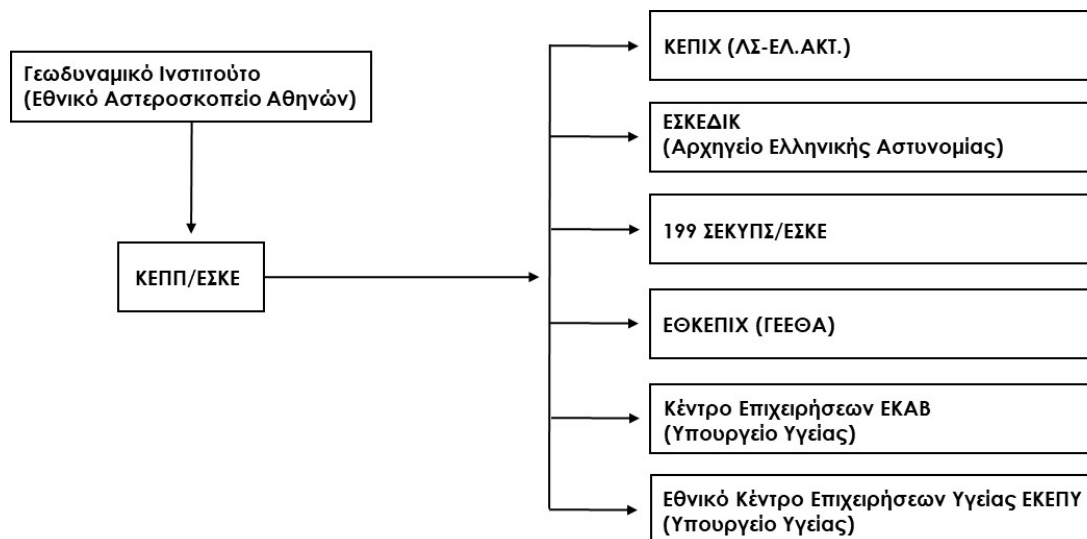 Γεωδυναμικό Ινστιτούτο
(Εθνικό Αστεροσκοπείο Αθηνών)
ΚΕΠΠ/ΕΣΚΕ
ΚΕΠΙΧ (ΛΣ-ΕΛ.ΑΚΤ.)
ΕΣΚΕΔΙΚ
(Αρχηγείο Ελληνικής Αστυνομίας)
199 ΣΕΚΥΠΣ/ΕΣΚΕ
ΕΘΚΕΠΙΧ (ΓΕΕΘΑ)
Κέντρο Επιχειρήσεων ΕΚΑΒ
(Υπουργείο Υγείας)
Εθνικό Κέντρο Επιχειρήσεων Υγείας ΕΚΕΠΥ
(Υπουργείο Υγείας)